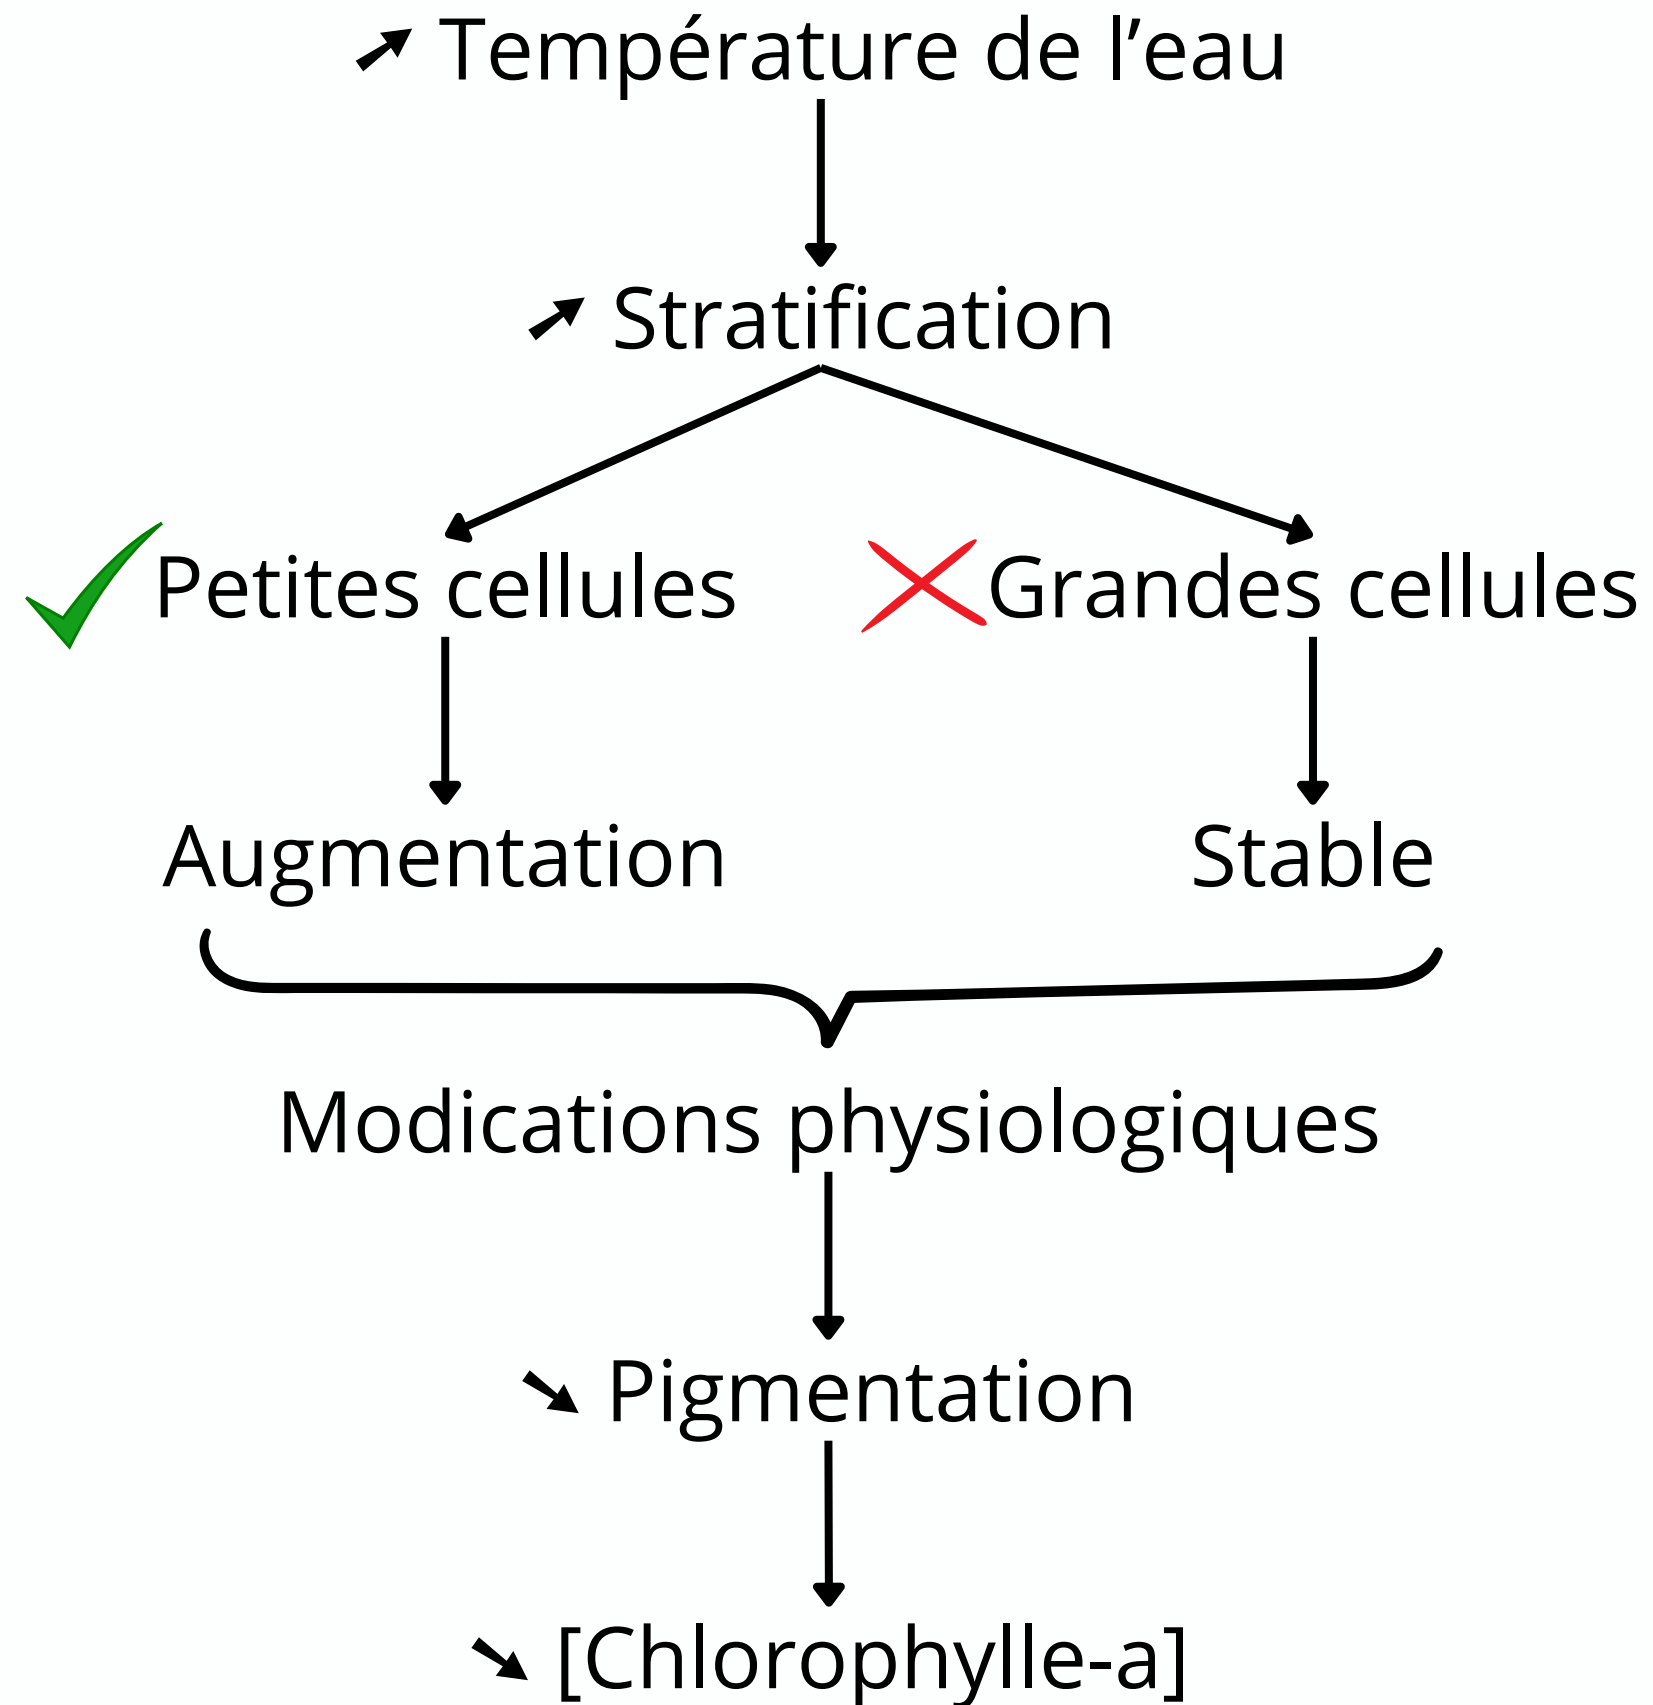 Température de l’eau
Stratification
Petites cellules
Grandes cellules
Augmentation
Stable
Modications physiologiques
Pigmentation
[Chlorophylle-a]